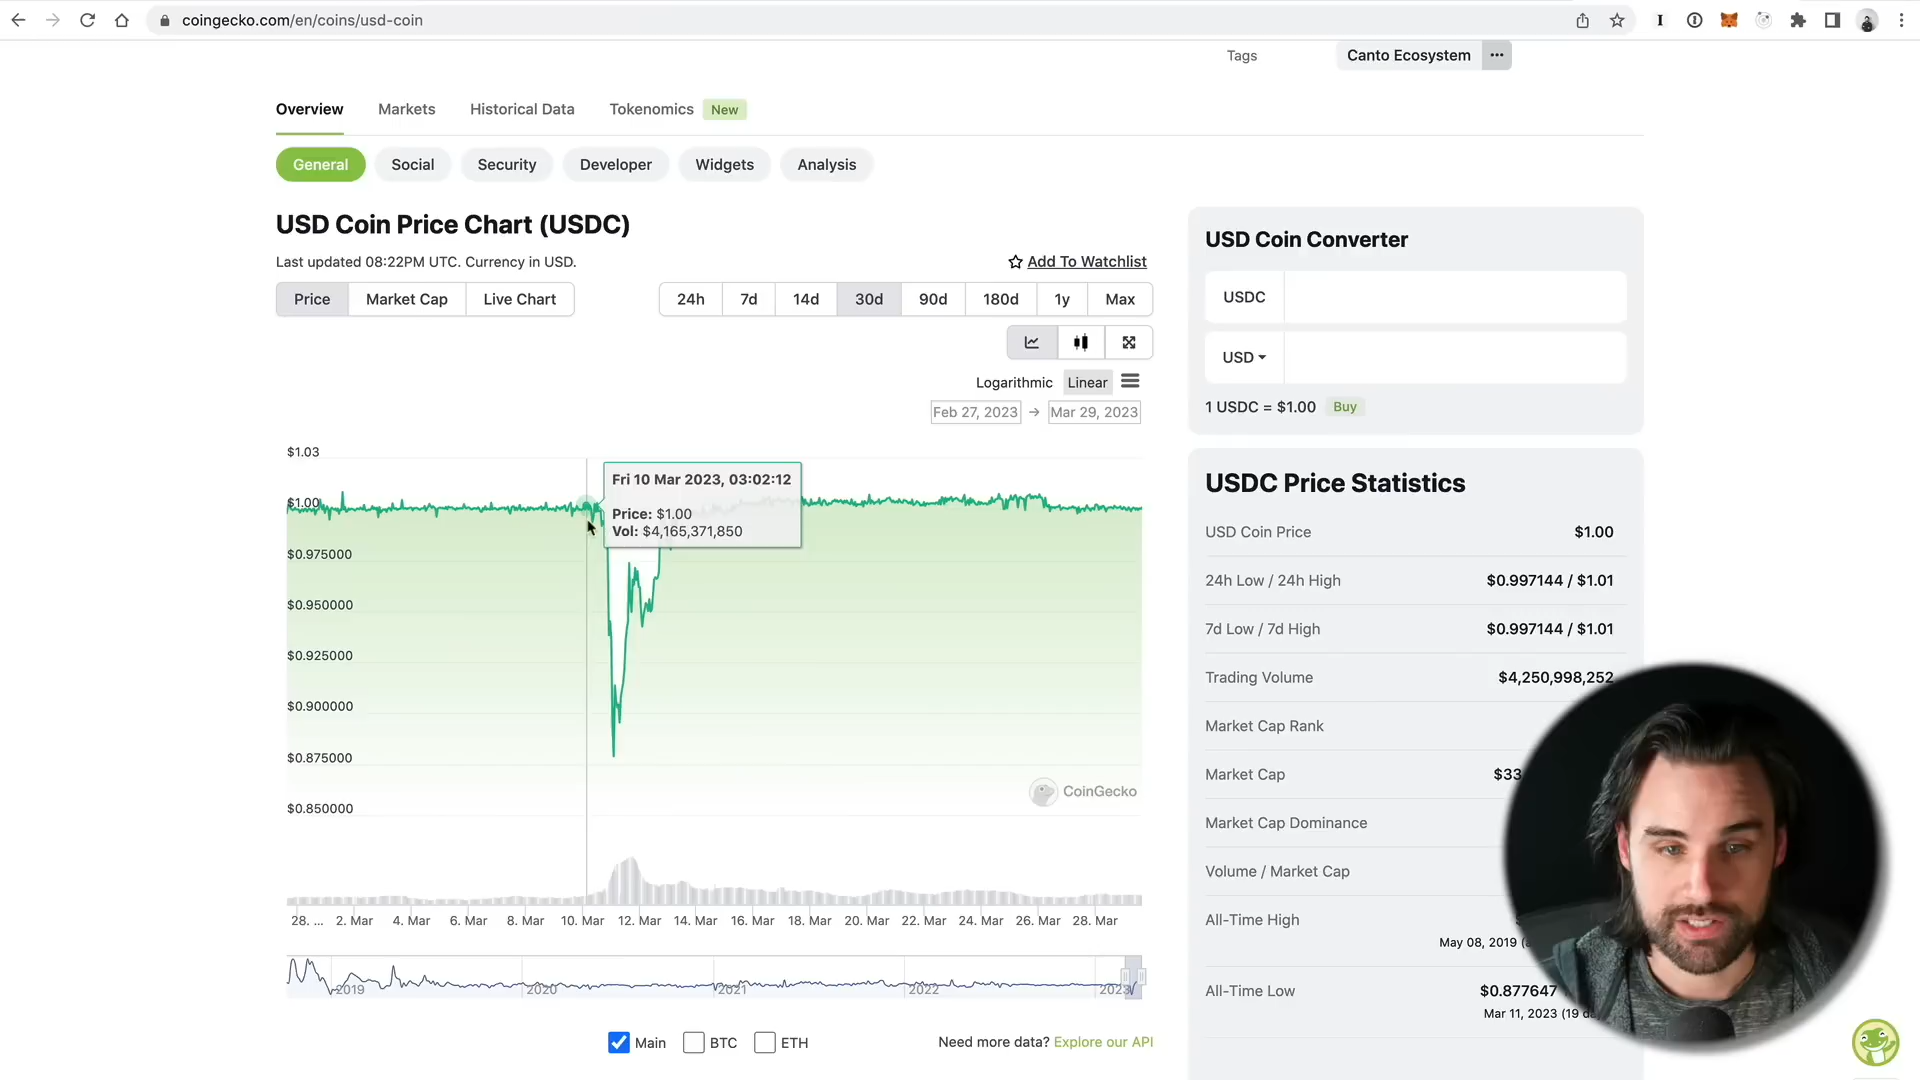 coingecko.com/en/coins/usd-coin
Tags
Canto Ecosystem
Overview Markets Historical Data Tokenomics New
General Social Security Developer Widgets Analysis
USD Coin Price Chart (USDC)
Last updated 08:22PM UTC. Currency in USD.
Add To Watchlist
Price Market Cap Live Chart
24h 7d 14d 30d 90d 180d 1y Max
Logarithmic Linear
Feb 27, 2023 → Mar 29, 2023
$1.03
$1.00
$0.975000
$0.950000
$0.925000
$0.900000
$0.875000
$0.850000
Fri 10 Mar 2023, 03:02:12
Price: $1.00
Vol: $4,165,371,850
CoinGecko
28. ... 2. Mar 4. Mar 6. Mar 8. Mar 10. Mar 12. Mar 14. Mar 16. Mar 18. Mar 20. Mar 22. Mar 24. Mar 26. Mar 28. Mar
2019 2020 2021 2022 2023
Main BTC ETH
Need more data? Explore our API
USD Coin Converter
USDC
USD
1 USDC = $1.00 Buy
USDC Price Statistics
USD Coin Price $1.00
24h Low / 24h High $0.997144 / $1.01
7d Low / 7d High $0.997144 / $1.01
Trading Volume $4,250,998,252
Market Cap Rank
Market Cap $33
Market Cap Dominance
Volume / Market Cap
All-Time High
May 08, 2019
All-Time Low $0.877647
Mar 11, 2023 (19